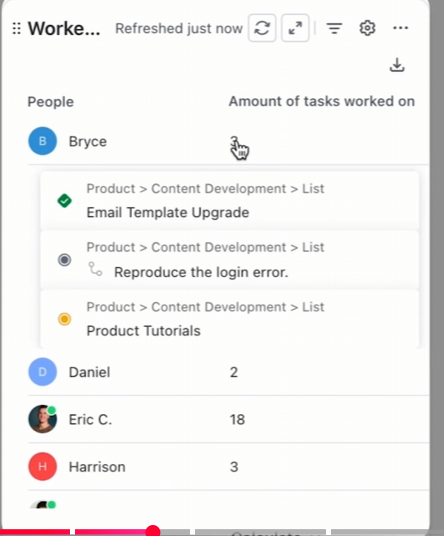 Worke... Refreshed just now
People Amount of tasks worked on
B Bryce
Product > Content Development > List
Email Template Upgrade
Product > Content Development > List
Reproduce the login error.
Product > Content Development > List
Product Tutorials
D Daniel 2
Eric C. 18
H Harrison 3